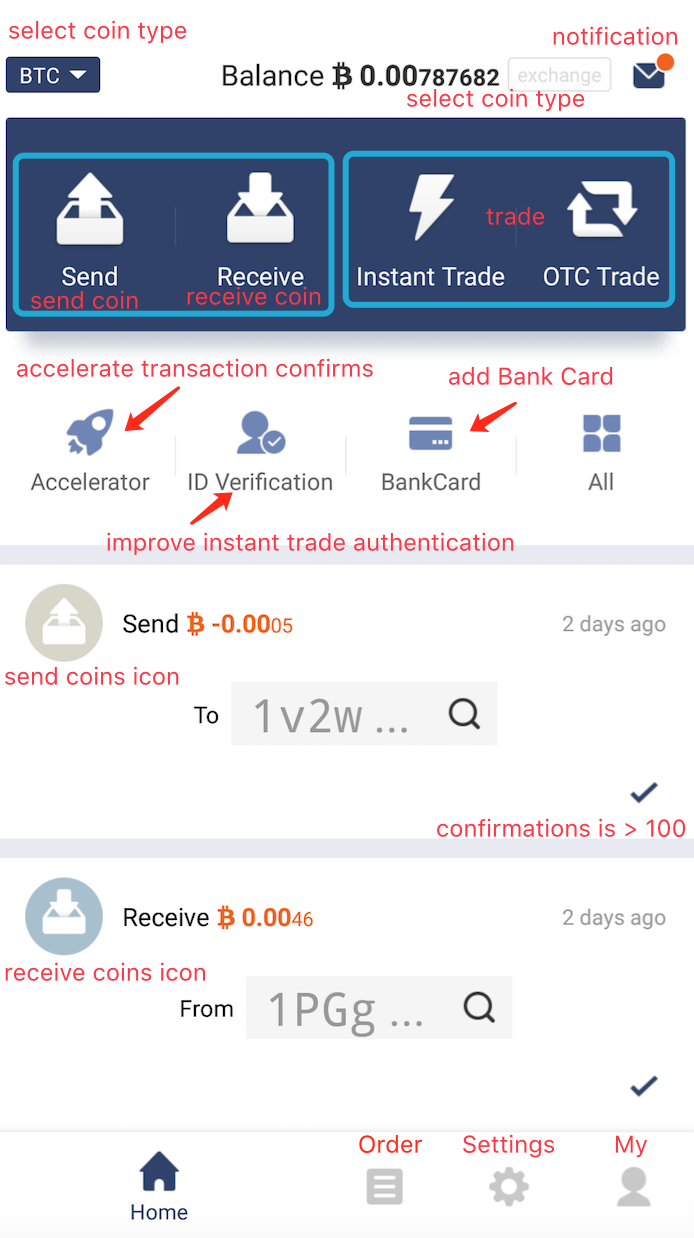 select coin type
notification
BTC
Balance ₿ 0.00787682
exchange
select coin type
trade
Send
Receive
Instant Trade
OTC Trade
send coin
receive coin
accelerate transaction confirms
add Bank Card
Accelerator
ID Verification
BankCard
All
improve instant trade authentication
Send ₿ -0.0005
2 days ago
send coins icon
To
1v2w ...
confirmations is > 100
Receive ₿ 0.0046
2 days ago
receive coins icon
From
1PGg ...
Order
Settings
My
Home